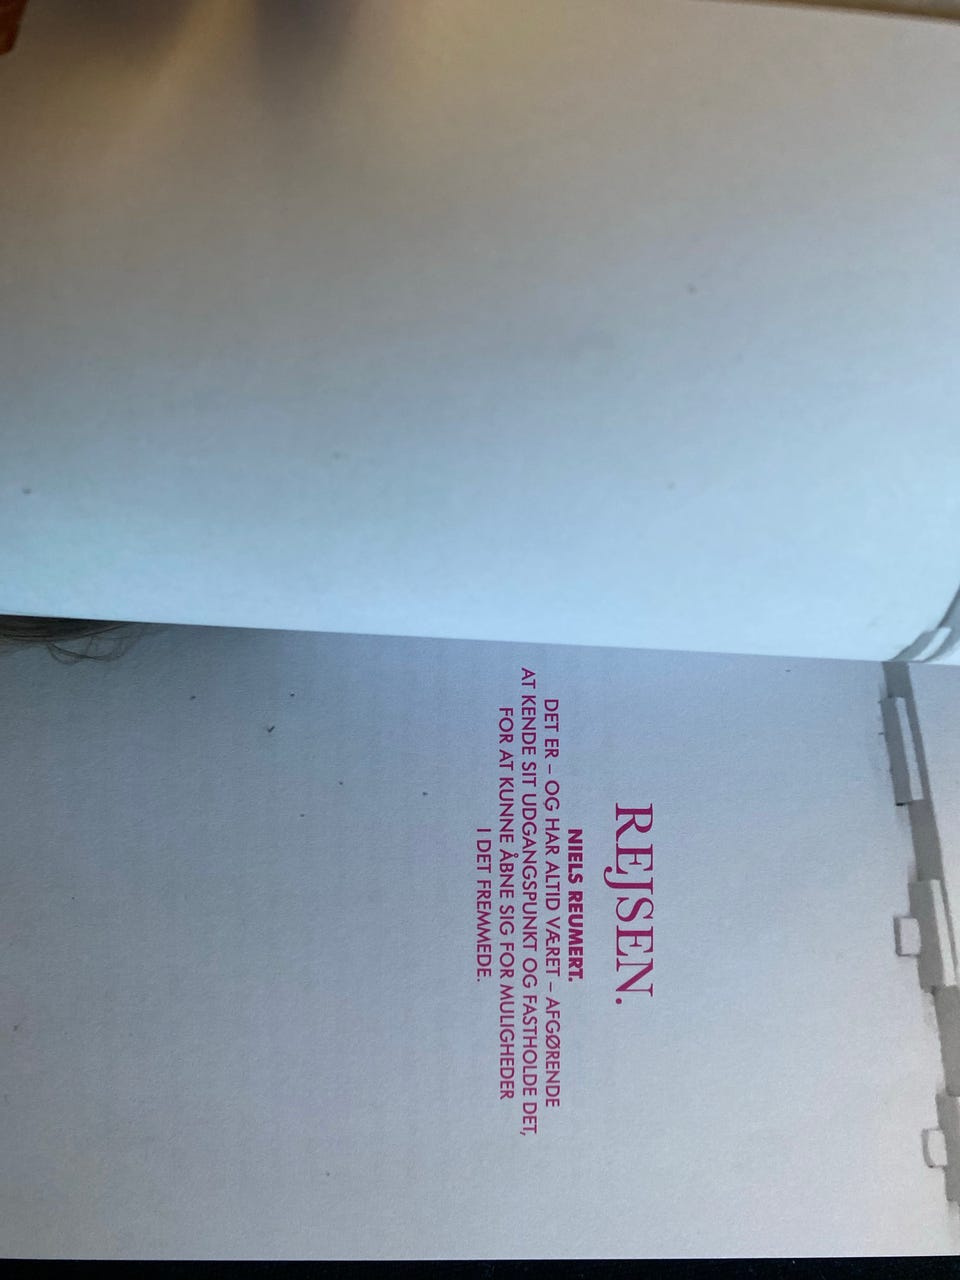 REJSEN.
NIELS REUMERT.
DET ER – OG HAR ALTID VÆRET – AFGØRENDE
AT KENDE SIT UDGANGSPUNKT OG FASTHOLDE DET,
FOR AT KUNNE ÅBNE SIG FOR MULIGHEDER
I DET FREMMEDE.